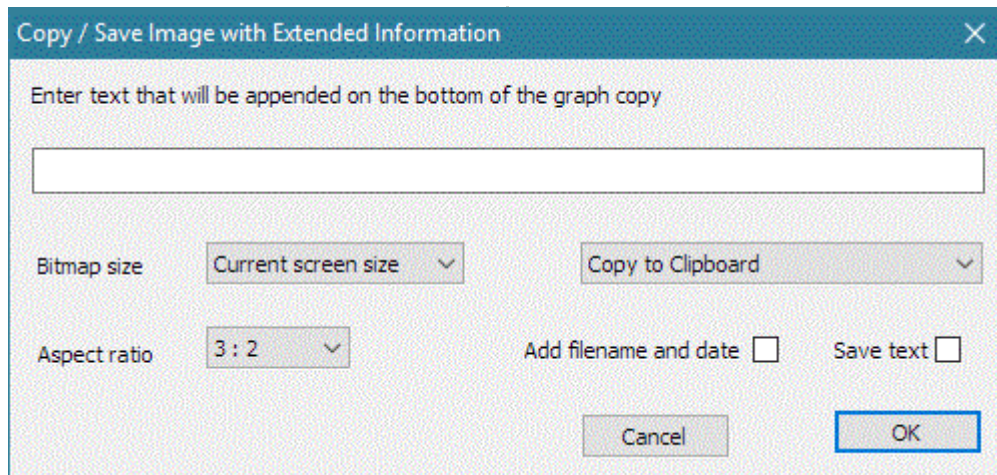 Copy / Save Image with Extended Information
Enter text that will be appended on the bottom of the graph copy
Bitmap size
Current screen size
Copy to Clipboard
Aspect ratio
3 : 2
Add filename and date
Save text
Cancel
OK